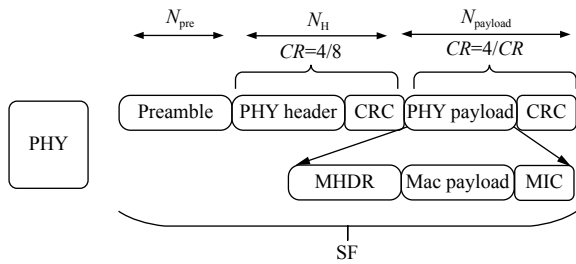 N_pre N_H N_payload
CR=4/8 CR=4/CR
PHY Preamble PHY header CRC PHY payload CRC
MHDR Mac payload MIC
SF